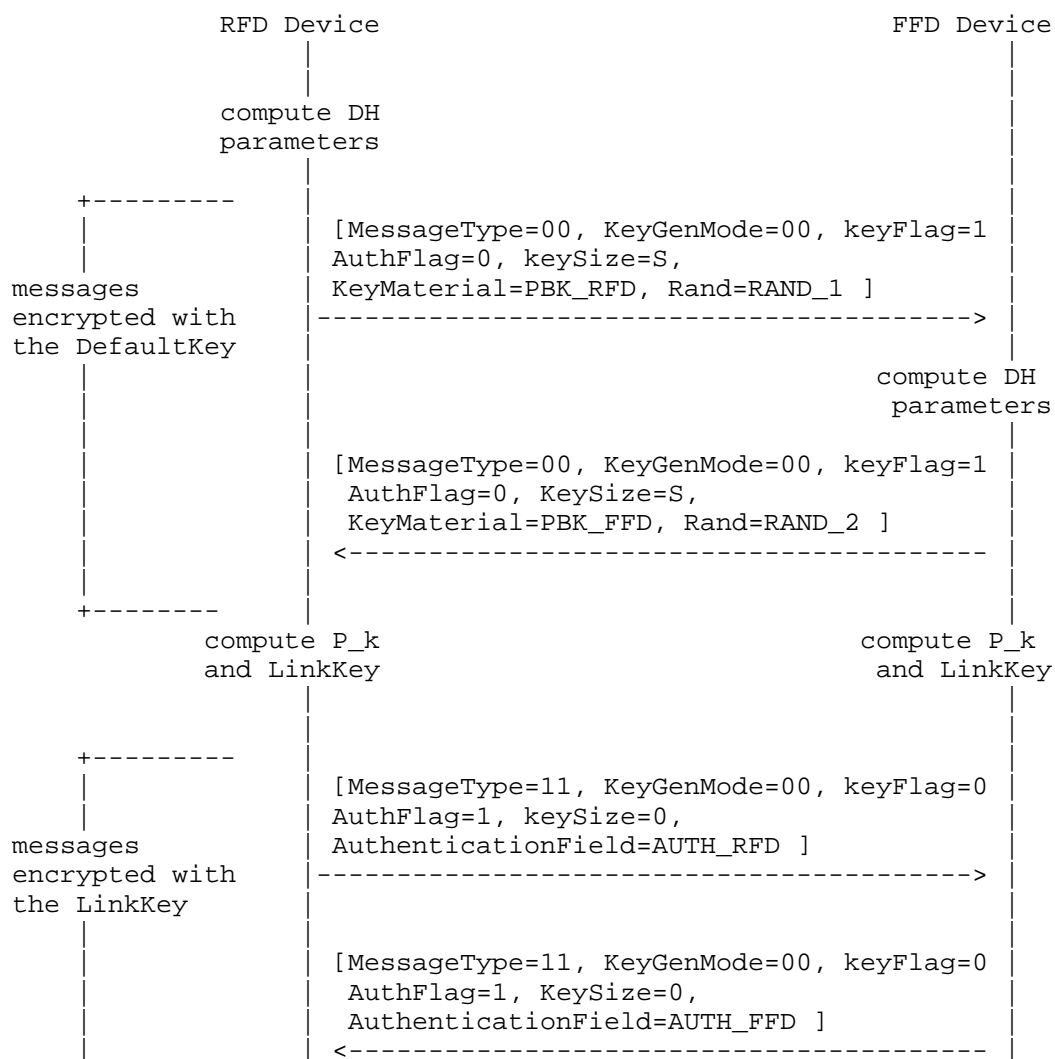 RFD Device FFD Device
compute DH
parameters
[MessageType=00, KeyGenMode=00, keyFlag=1
AuthFlag=0, keySize=S,
messages KeyMaterial=PBK_RFD, Rand=RAND_1 ]
encrypted with
the DefaultKey
compute DH
parameters
[MessageType=00, KeyGenMode=00, keyFlag=1
AuthFlag=0, KeySize=S,
KeyMaterial=PBK_FFD, Rand=RAND_2 ]
compute P_k compute P_k
and LinkKey and LinkKey
[MessageType=11, KeyGenMode=00, keyFlag=0
AuthFlag=1, keySize=0,
messages AuthenticationField=AUTH_RFD ]
encrypted with
the LinkKey
[MessageType=11, KeyGenMode=00, keyFlag=0
AuthFlag=1, KeySize=0,
AuthenticationField=AUTH_FFD ]